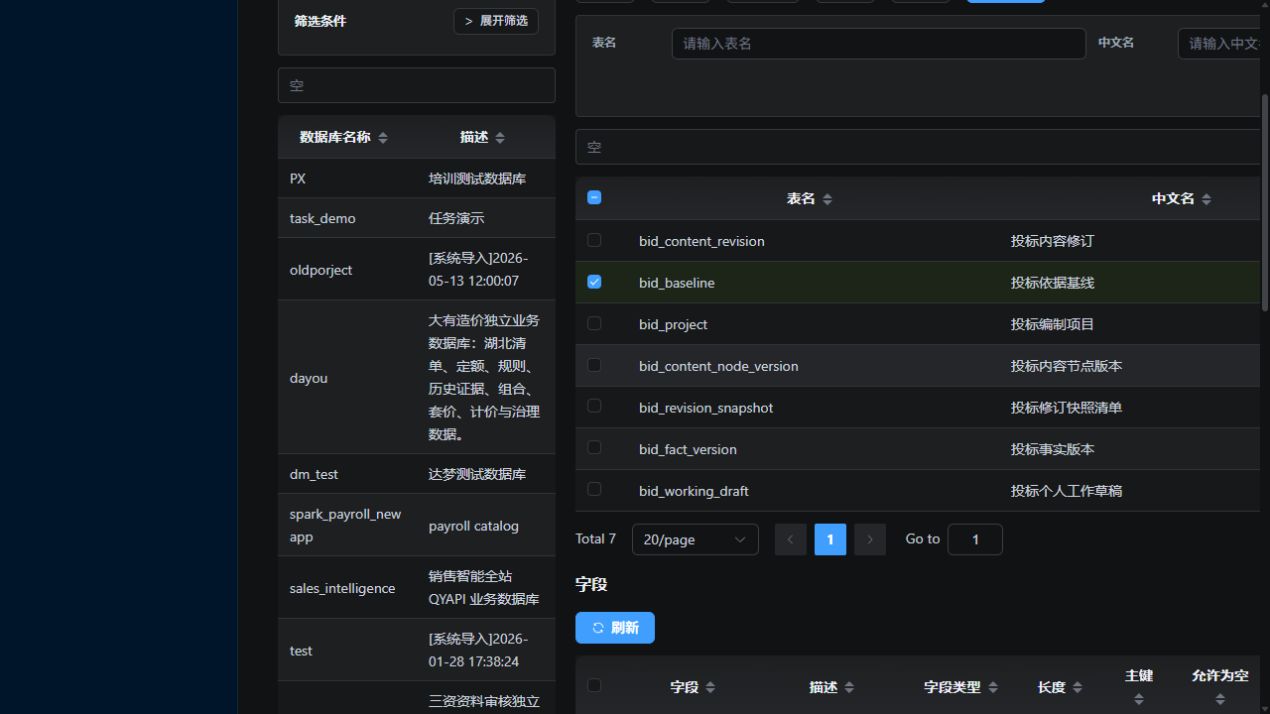 筛选条件
> 展开筛选
空
数据库名称 描述
PX 培训测试数据库
task_demo 任务演示
oldporject [系统导入]2026-
05-13 12:00:07
dayou 大有造价独立业务
数据库：湖北清
单、定额、规则、
历史证据、组合、
套价、计价与治理
数据。
dm_test 达梦测试数据库
spark_payroll_new
app payroll catalog
sales_intelligence 销售智能全站
QYAPI 业务数据库
test [系统导入]2026-
01-28 17:38:24
三资资料审核独立
表名 请输入表名 中文名 请输入中文
空
表名 中文名
bid_content_revision 投标内容修订
bid_baseline 投标依据基线
bid_project 投标编制项目
bid_content_node_version 投标内容节点版本
bid_revision_snapshot 投标修订快照清单
bid_fact_version 投标事实版本
bid_working_draft 投标个人工作草稿
Total 7 20/page < 1 > Go to 1
字段
刷新
字段 描述 字段类型 长度 主键 允许为空